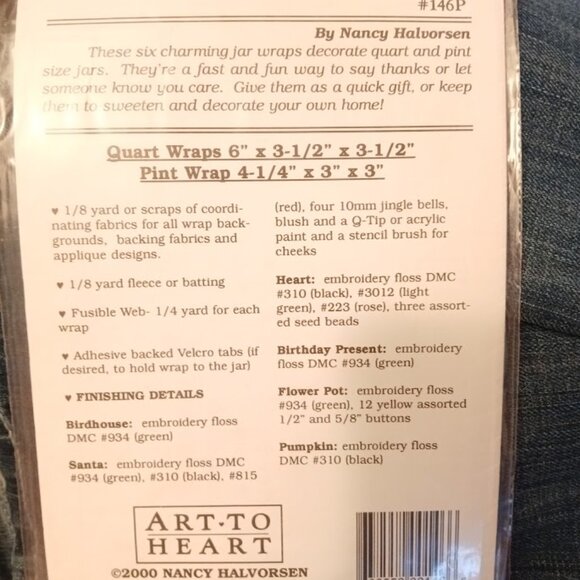 #146P
By Nancy Halvorsen
These six charming jar wraps decorate quart and pint
size jars. They're a fast and fun way to say thanks or let
someone know you care. Give them as a quick gift, or keep
them to sweeten and decorate your own home!
Quart Wraps 6" x 3-1/2" x 3-1/2"
Pint Wrap 4-1/4" x 3" x 3"
♥ 1/8 yard or scraps of coordi-
nating fabrics for all wrap back-
grounds, backing fabrics and
applique designs.
♥ 1/8 yard fleece or batting
♥ Fusible Web- 1/4 yard for each
wrap
♥ Adhesive backed Velcro tabs (if
desired, to hold wrap to the jar)
♥ FINISHING DETAILS
Birdhouse: embroidery floss
DMC #934 (green)
Santa: embroidery floss DMC
#934 (green), #310 (black), #815
(red), four 10mm jingle bells,
blush and a Q-Tip or acrylic
paint and a stencil brush for
cheeks
Heart: embroidery floss DMC
#310 (black), #3012 (light
green), #223 (rose), three assort-
ed seed beads
Birthday Present: embroidery
floss DMC #934 (green)
Flower Pot: embroidery floss
#934 (green), 12 yellow assorted
1/2" and 5/8" buttons
Pumpkin: embroidery floss
DMC #310 (black)
ART·TO
HEART
©2000 NANCY HALVORSEN